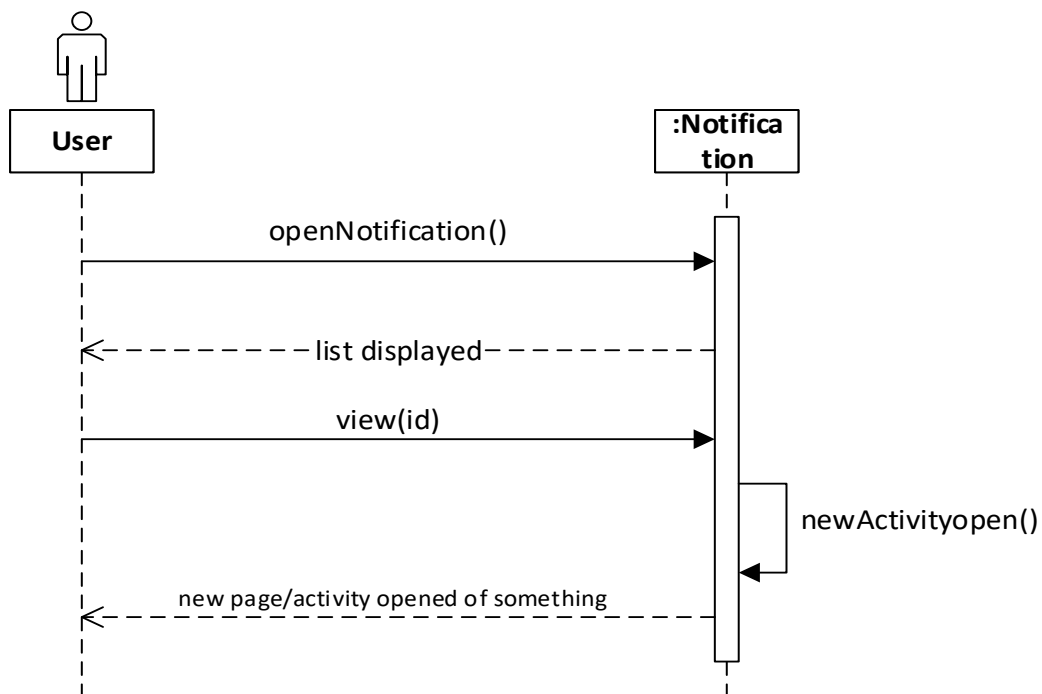 User
:Notifica
tion
openNotification()
list displayed
view(id)
newActivityopen()
new page/activity opened of something